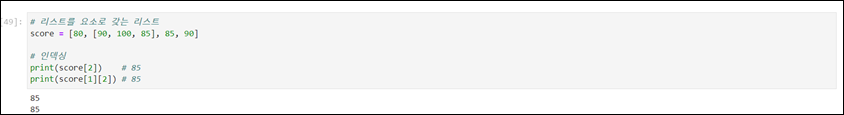 49]:
# 리스트를 요소로 갖는 리스트
score = [80, [90, 100, 85], 85, 90]
# 인덱싱
print(score[2])    # 85
print(score[1][2]) # 85
85
85